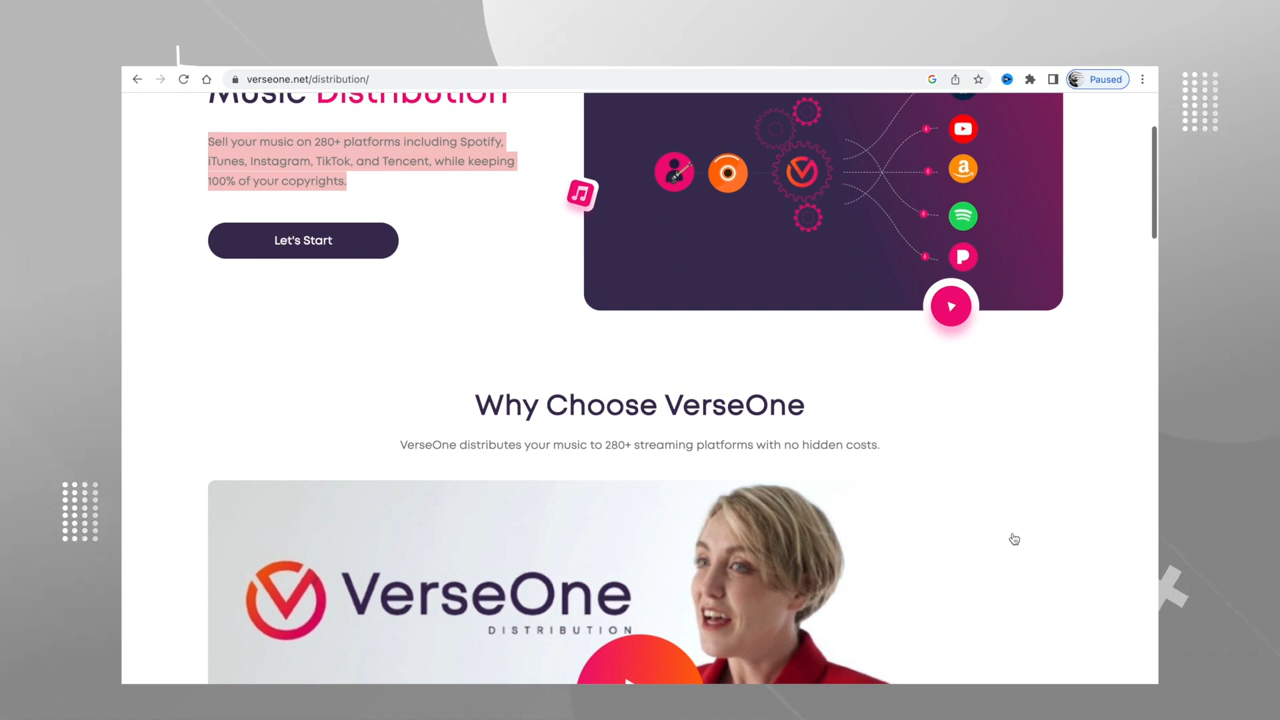 verseone.net/distribution/
Paused
Music Distribution
Sell your music on 280+ platforms including Spotify,
iTunes, Instagram, TikTok, and Tencent, while keeping
100% of your copyrights.
Let's Start
Why Choose VerseOne
VerseOne distributes your music to 280+ streaming platforms with no hidden costs.
VerseOne
DISTRIBUTION